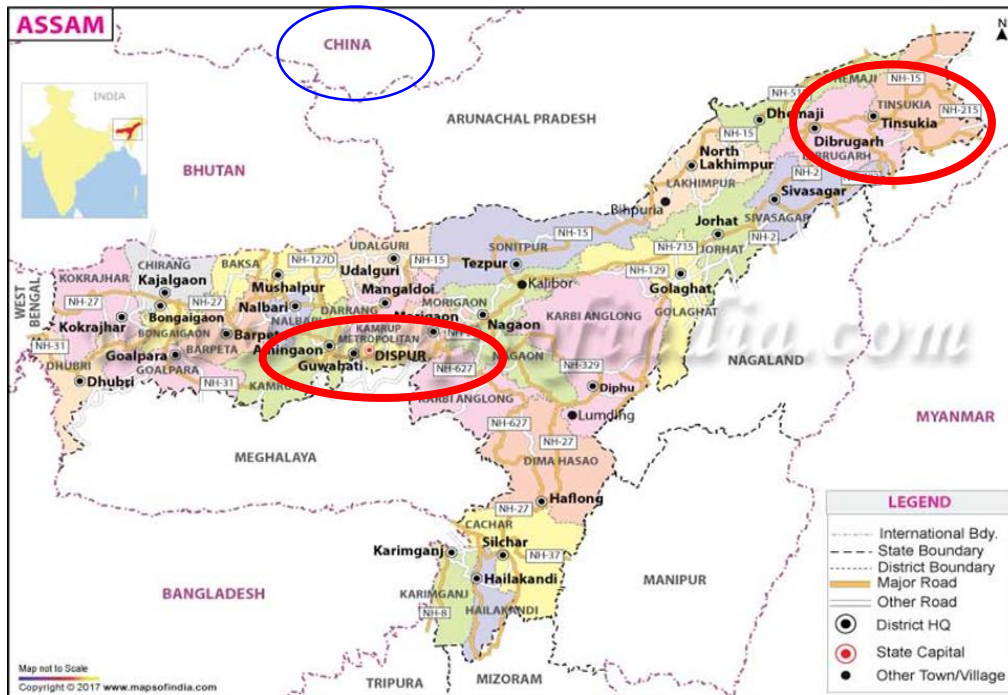 ASSAM
CHINA
N
INDIA
ARUNACHAL PRADESH
BHUTAN
NH-15
TINSUKIA
NH-215
Tinsukia
Dhemaji
Dibrugarh
DIBRUGARH
NH-15
North
Lakhimpur
LAKHIMPUR
NH-2
Sivasagar
SIVASAGAR
Bihpuria
Jorhat
JORHAT
NH-2
NH-715
NH-15
SONITPUR
Tezpur
UDALGURI
Udalguri
NH-15
BAKSA
NH-127D
CHIRANG
Kajalgaon
KOKRAJHAR
NH-27
Kokrajhar
WEST
BENGAL
Mushalpur
Mangaldoi
DARRANG
MORIGAON
Kalibor
NH-129
Golaghat
GOLAGHAT
NH-27
Bongaigaon
BONGAIGAON
Nalbari
NALBARI
Nagaon
NAGAON
KARBI ANGLONG
KAMRUP
METROPOLITAN
Amingaon
Guwahati
DISPUR
NH-627
NH-31
Goalpara
GOALPARA
BARPETA
NH-31
DHUBRI
Dhubri
NH-329
Diphu
KARBI ANGLONG
Lumding
NAGALAND
MYANMAR
MEGHALAYA
NH-627
NH-27
DIMA HASAO
Haflong
NH-27
CACHAR
Silchar
NH-37
Karimganj
Hailakandi
KARIMGANJ
HAILAKANDI
NH-8
BANGLADESH
MANIPUR
TRIPURA
MIZORAM
LEGEND
International Bdy.
State Boundary
District Boundary
Major Road
Other Road
District HQ
State Capital
Other Town/Village
Map not to Scale
Copyright © 2017 www.mapsofindia.com